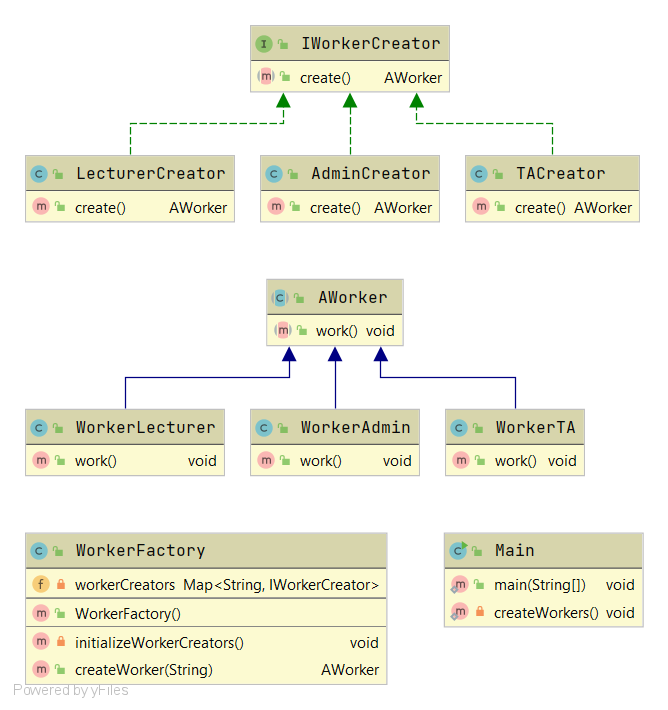 IWorkerCreator
create() AWorker
LecturerCreator AdminCreator TACreator
create() AWorker create() AWorker create() AWorker
AWorker
work() void
WorkerLecturer WorkerAdmin WorkerTA
work() void work() void work() void
WorkerFactory Main
workerCreators Map<String, IWorkerCreator> main(String[]) void
WorkerFactory() createWorkers() void
initializeWorkerCreators() void
createWorker(String) AWorker
Powered by yFiles